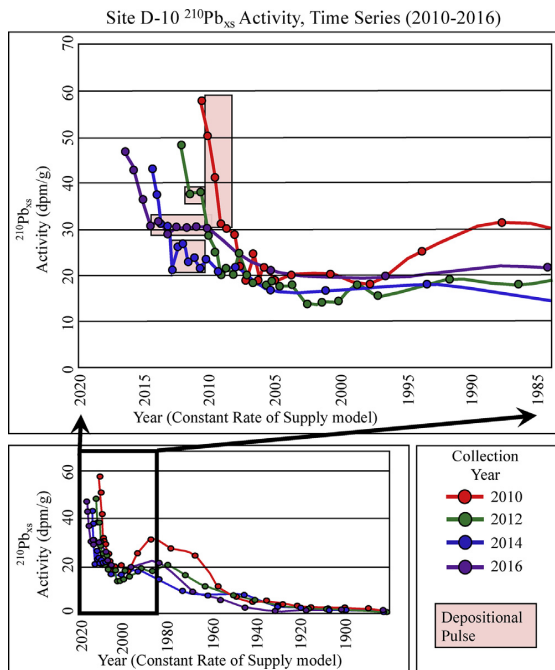 Site D-10 ²¹⁰Pbxs Activity, Time Series (2010-2016)
70
60
50
40
30
20
10
0
²¹⁰Pbxs
Activity (dpm/g)
2020
2015
2010
2005
2000
1995
1990
1985
Year (Constant Rate of Supply model)
60
40
20
0
²¹⁰Pbxs
Activity (dpm/g)
2020
2000
1980
1960
1940
1920
1900
Year (Constant Rate of Supply model)
Collection
Year
2010
2012
2014
2016
Depositional
Pulse